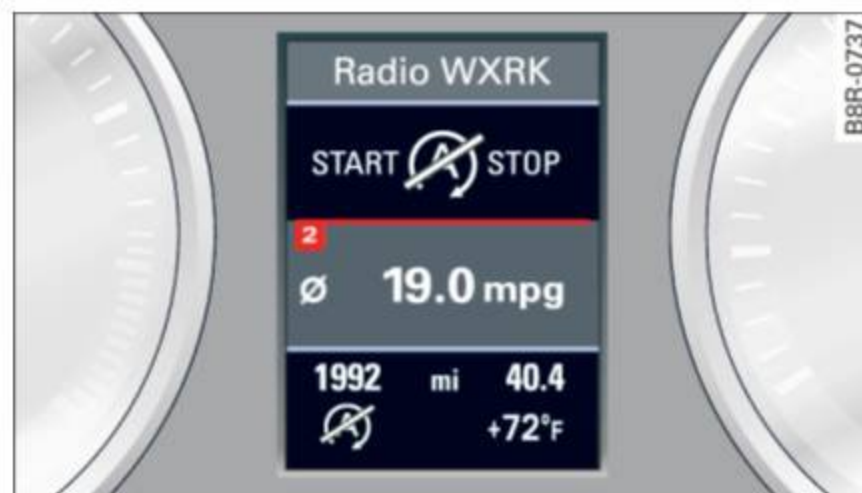 Radio WXRK
START A STOP
2
ø 19.0 mpg
1992 mi 40.4
A +72°F
B8R-0737